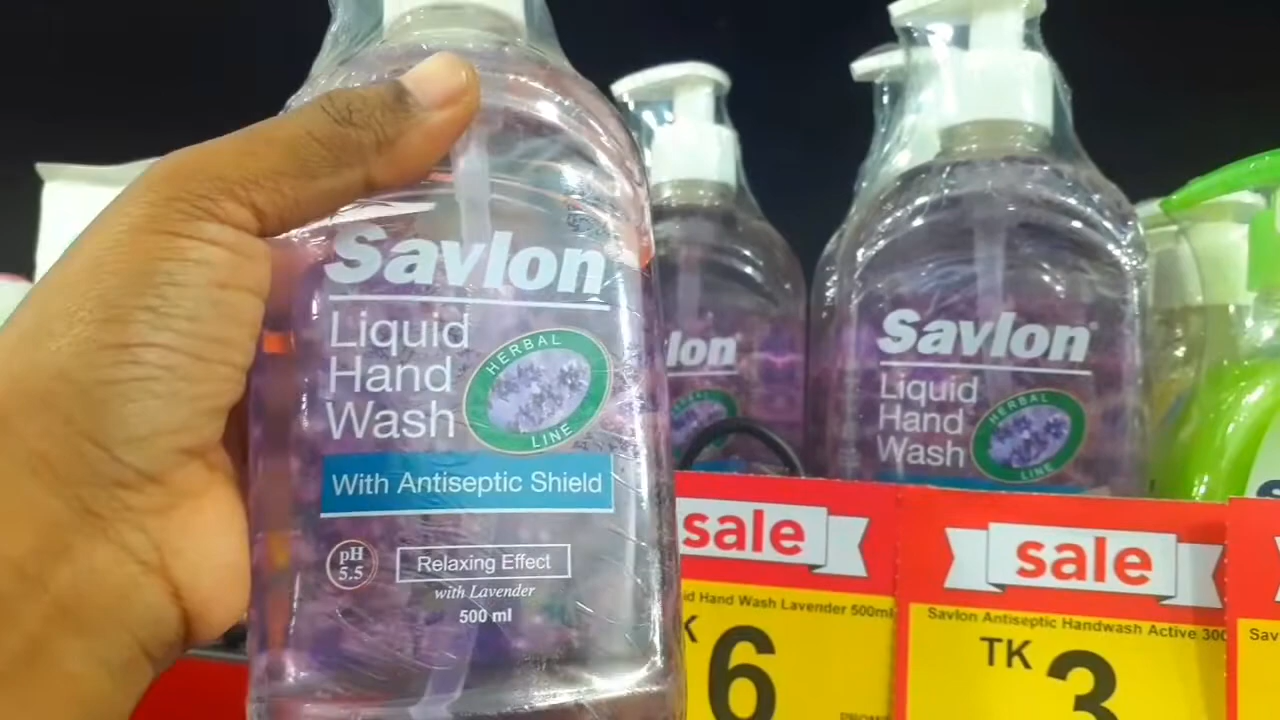 Savlon
Liquid
Hand
Wash
HERBAL
LINE
With Antiseptic Shield
pH
5.5
Relaxing Effect
with Lavender
500 ml
lon
Savlon
Liquid
Hand
Wash
HERBAL
LINE
sale
Hand Wash Lavender 500ml
6
sale
Savlon Antiseptic Handwash Active 300
TK 3
Sav